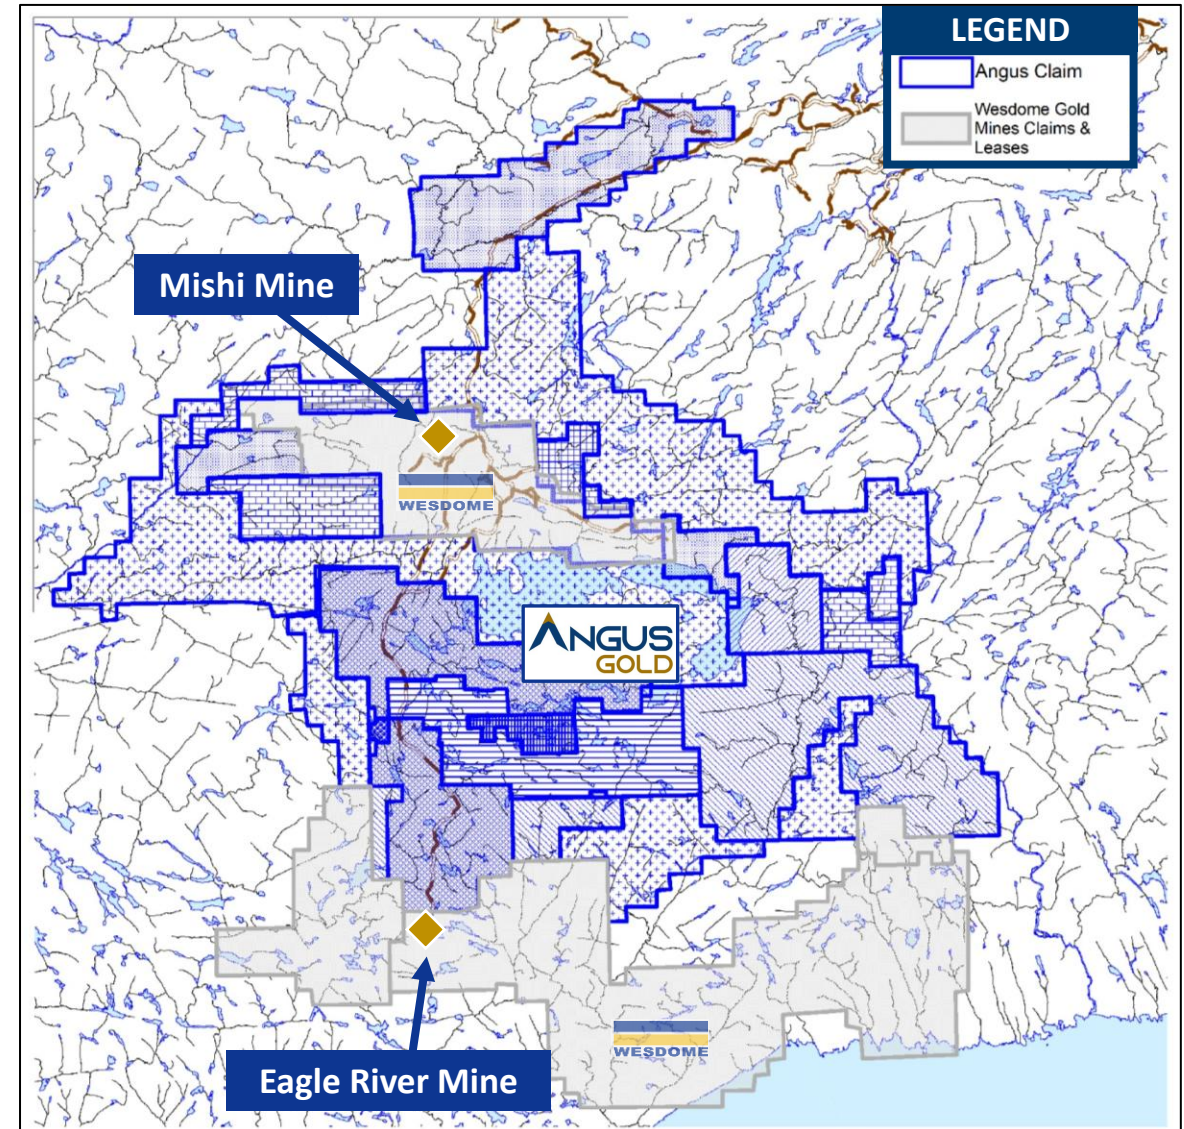 LEGEND
Angus Claim
Wesdome Gold
Mines Claims &
Leases
Mishi Mine
WESDOME
ANGUS
GOLD
WESDOME
Eagle River Mine